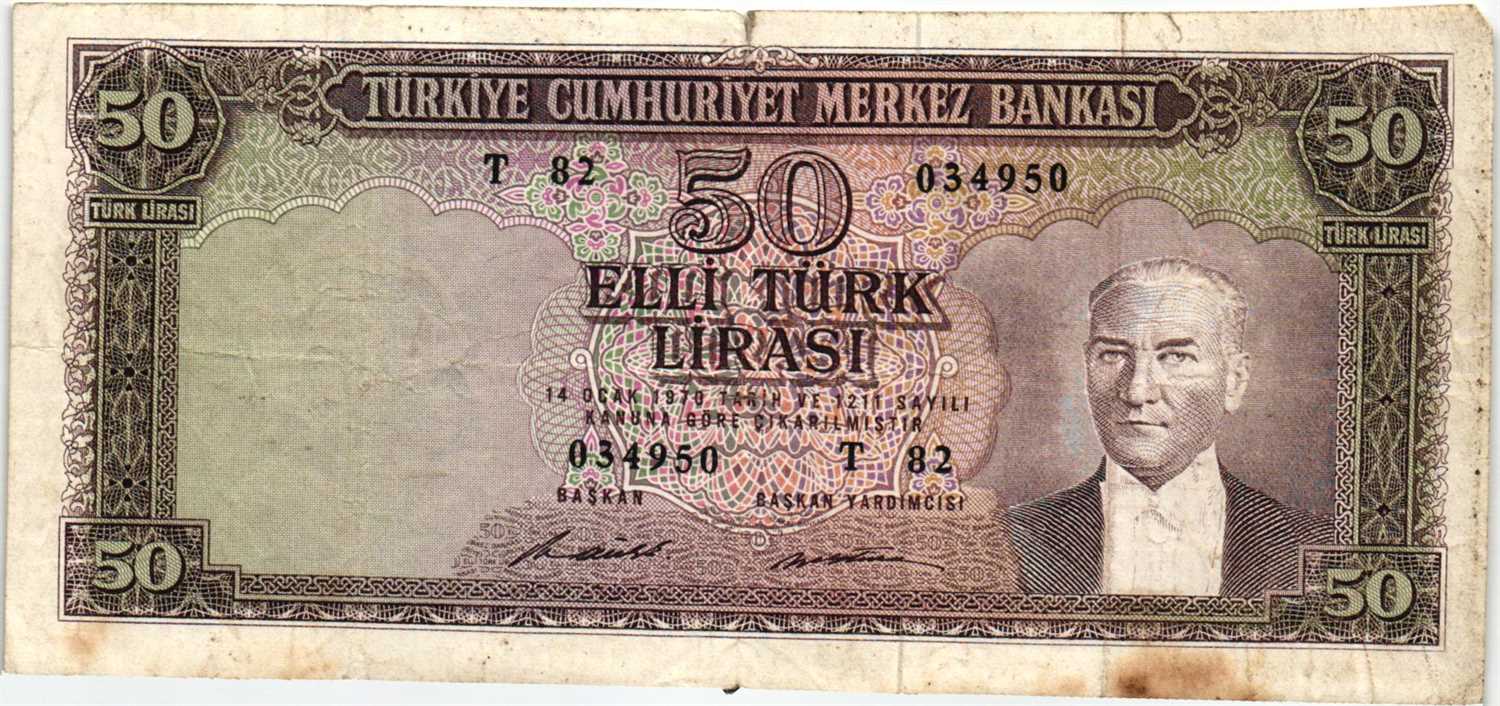 50 TÜRKİYE CUMHURİYET MERKEZ BANKASI 50
T 82 50 034950
TÜRK LİRASI TÜRK LİRASI
ELLİ TÜRK
LİRASI
14 OCAK 1970 TARİH VE 1211 SAYILI
KANUNA GÖRE ÇIKARILMIŞTIR
034950 T 82
BAŞKAN BAŞKAN YARDIMCISI
50 50